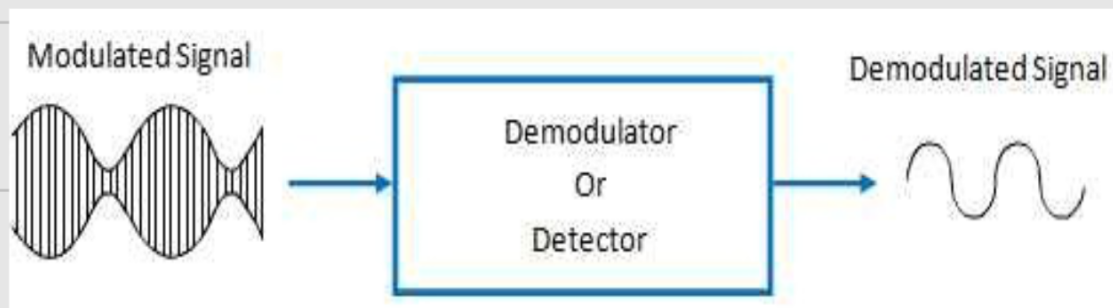 Modulated Signal
Demodulator
Or
Detector
Demodulated Signal